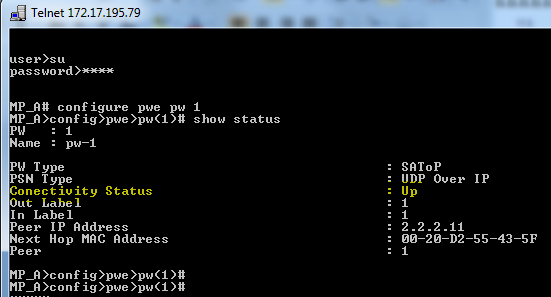 Telnet 172.17.195.79
user>su
password>****
MP_A# configure pwe pw 1
MP_A>config>pwe>pw(1)# show status
PW : 1
Name : pw-1
PW Type : SAToP
PSN Type : UDP Over IP
Conectivity Status : Up
Out Label : 1
In Label : 1
Peer IP Address : 2.2.2.11
Next Hop MAC Address : 00-20-D2-55-43-5F
Peer : 1
MP_A>config>pwe>pw(1)#
MP_A>config>pwe>pw(1)#